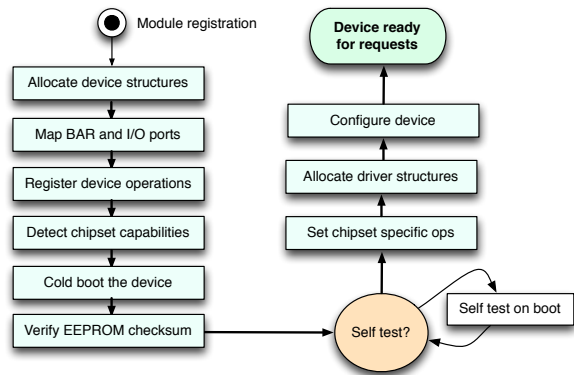 Module registration
Allocate device structures
Map BAR and I/O ports
Register device operations
Detect chipset capabilities
Cold boot the device
Verify EEPROM checksum
Self test?
Self test on boot
Set chipset specific ops
Allocate driver structures
Configure device
Device ready
for requests